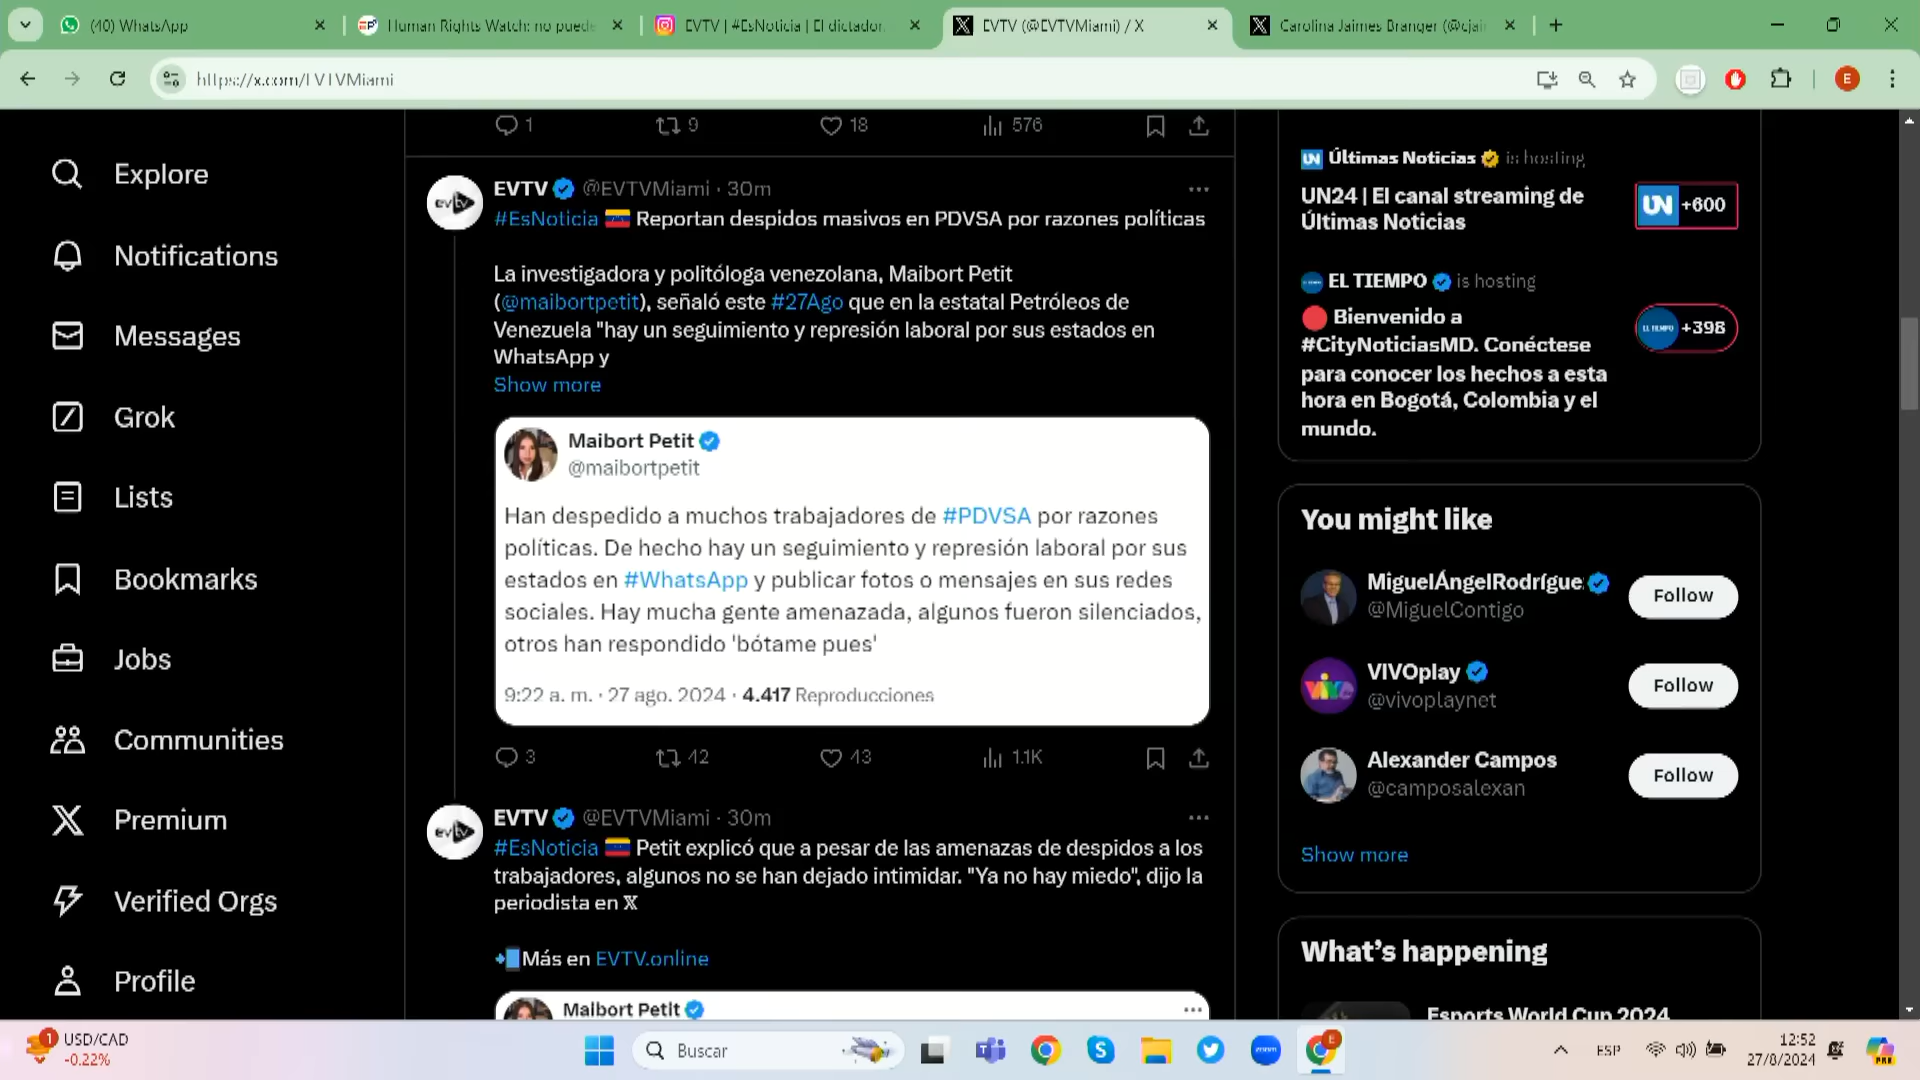 (40) WhatsApp
Human Rights Watch: no puede
EVTV | #EsNoticia | El dictador
EVTV (@EVTVMiami) / X
Carolina Jaimes Branger (@cjai
https://x.com/EVTVMiami
E
Explore
Notifications
Messages
Grok
Lists
Bookmarks
Jobs
Communities
Premium
Verified Orgs
Profile
1 9 18 576
EVTV @EVTVMiami · 30m
#EsNoticia 🇻🇪 Reportan despidos masivos en PDVSA por razones políticas
La investigadora y politóloga venezolana, Maibort Petit
(@maibortpetit), señaló este #27Ago que en la estatal Petróleos de
Venezuela "hay un seguimiento y represión laboral por sus estados en
WhatsApp y
Show more
Maibort Petit
@maibortpetit
Han despedido a muchos trabajadores de #PDVSA por razones
políticas. De hecho hay un seguimiento y represión laboral por sus
estados en #WhatsApp y publicar fotos o mensajes en sus redes
sociales. Hay mucha gente amenazada, algunos fueron silenciados,
otros han respondido 'bótame pues'
9:22 a. m. · 27 ago. 2024 · 4.417 Reproducciones
3 42 43 1.1K
EVTV @EVTVMiami · 30m
#EsNoticia 🇻🇪 Petit explicó que a pesar de las amenazas de despidos a los
trabajadores, algunos no se han dejado intimidar. "Ya no hay miedo", dijo la
periodista en 𝕏
📲Más en EVTV.online
Maibort Petit
Últimas Noticias is hosting
UN24 | El canal streaming de
Últimas Noticias
UN +600
EL TIEMPO is hosting
🔴 Bienvenido a
#CityNoticiasMD. Conéctese
para conocer los hechos a esta
hora en Bogotá, Colombia y el
mundo.
EL TIEMPO +398
You might like
MiguelÁngelRodrígue
@MiguelContigo
Follow
VIVOplay
@vivoplaynet
Follow
Alexander Campos
@camposalexan
Follow
Show more
What's happening
Esports World Cup 2024
1
USD/CAD
-0.22%
Buscar
zoom
E
ESP
12:52
27/8/2024
PRE